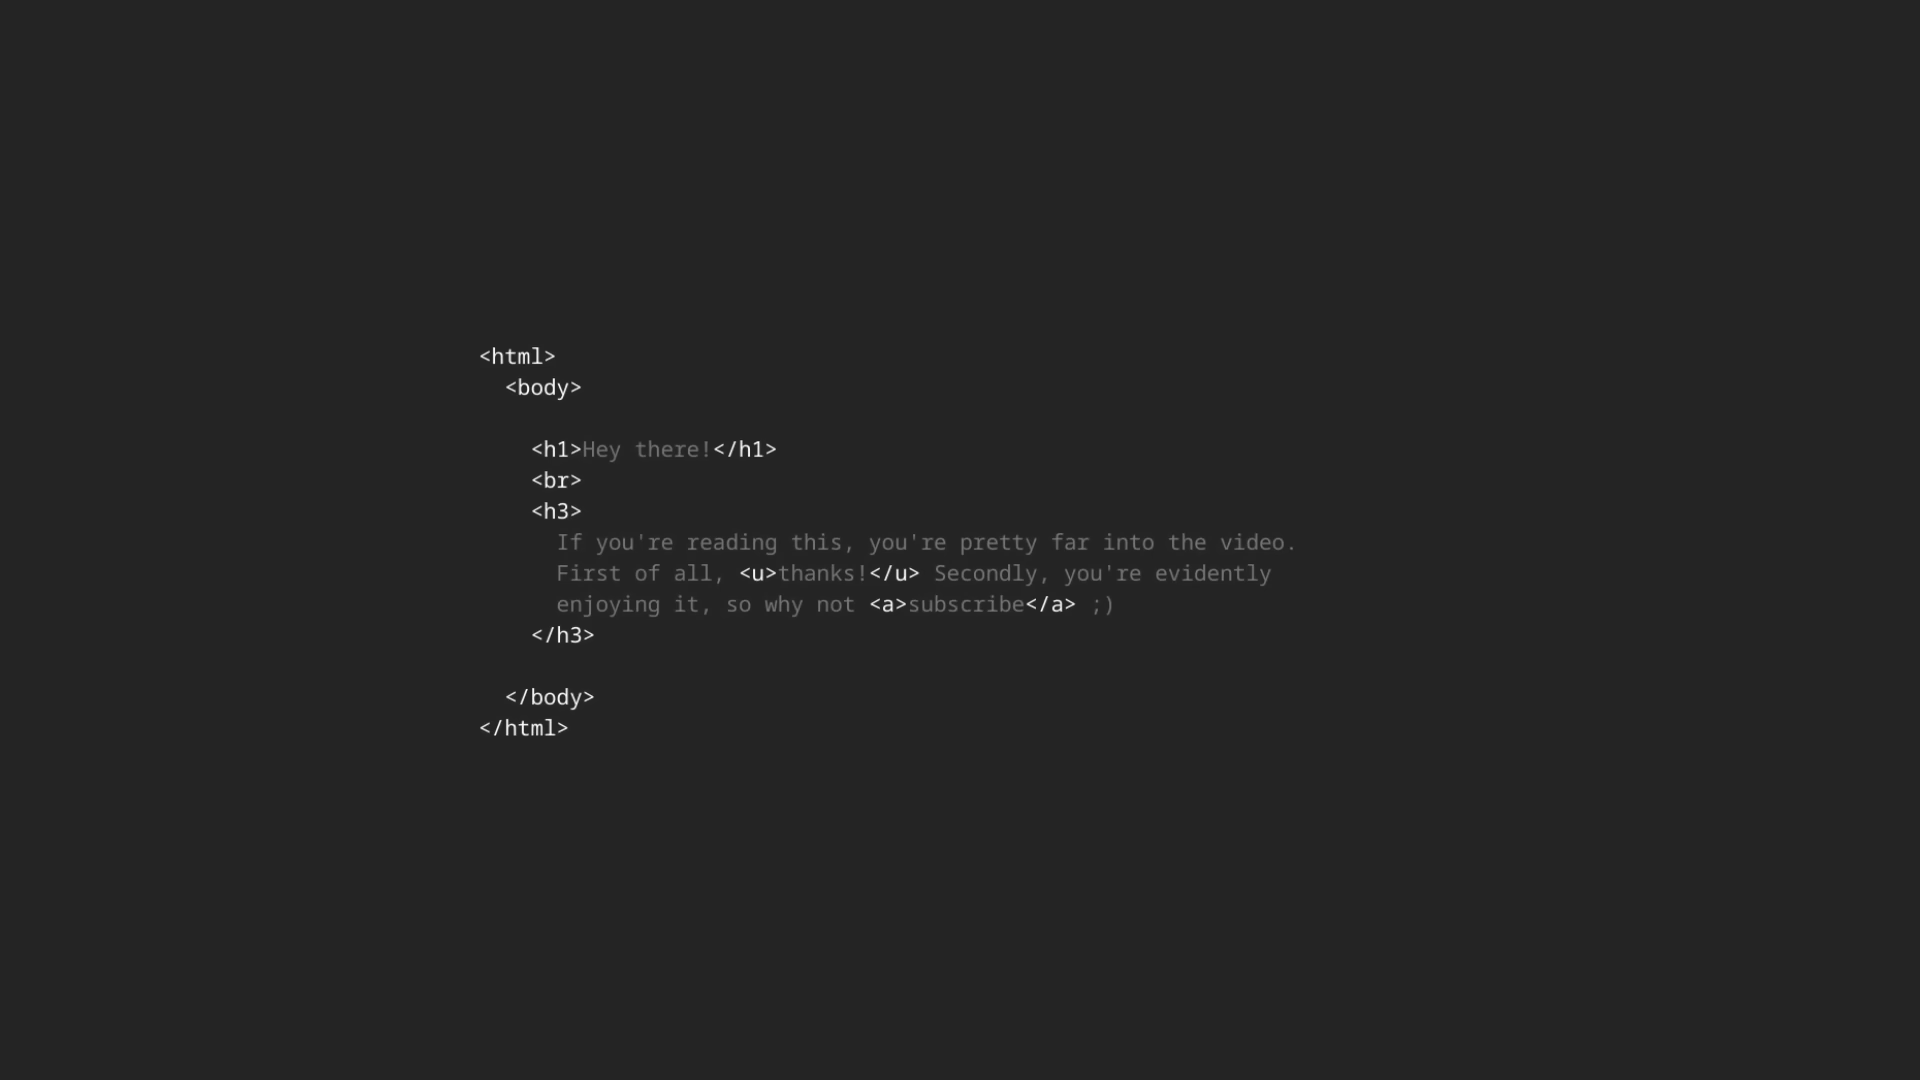 <html>
<body>
<h1>Hey there!</h1>
<br>
<h3>
If you're reading this, you're pretty far into the video.
First of all, <u>thanks!</u> Secondly, you're evidently
enjoying it, so why not <a>subscribe</a> ;)
</h3>
</body>
</html>